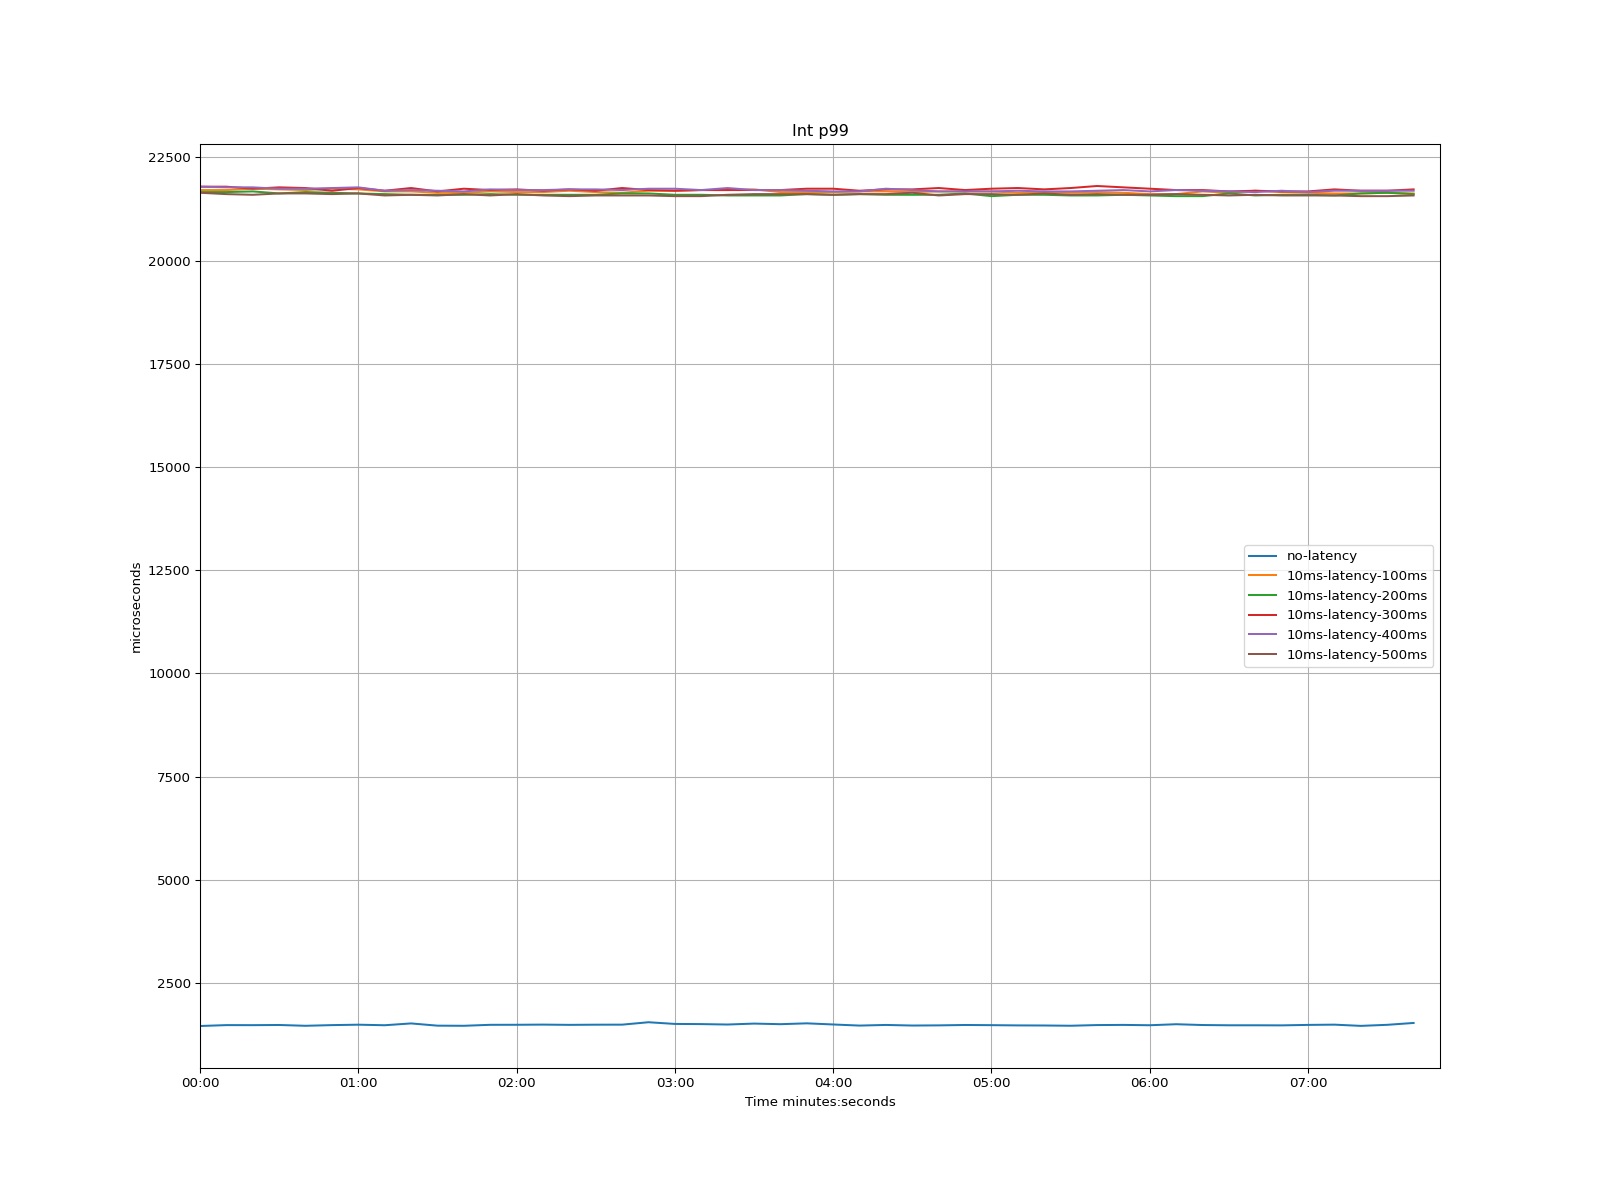 Int p99
22500
20000
17500
15000
12500
10000
7500
5000
2500
microseconds
no-latency
10ms-latency-100ms
10ms-latency-200ms
10ms-latency-300ms
10ms-latency-400ms
10ms-latency-500ms
00:00 01:00 02:00 03:00 04:00 05:00 06:00 07:00
Time minutes:seconds